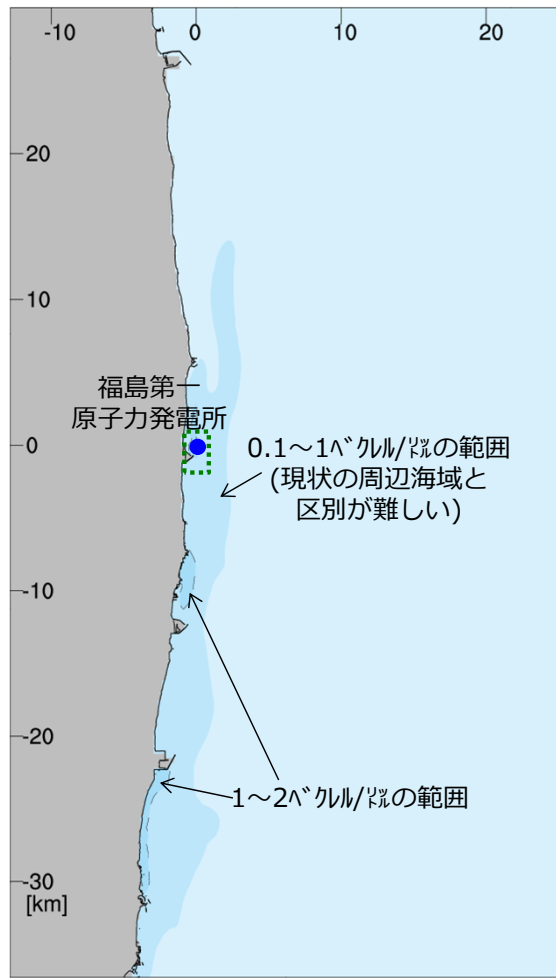 -10 0 10 20
20
10
福島第一
原子力発電所
0
0.1～1ﾍﾞｸﾚﾙ/㍑の範囲
(現状の周辺海域と
区別が難しい)
-10
-20
1～2ﾍﾞｸﾚﾙ/㍑の範囲
-30
[km]